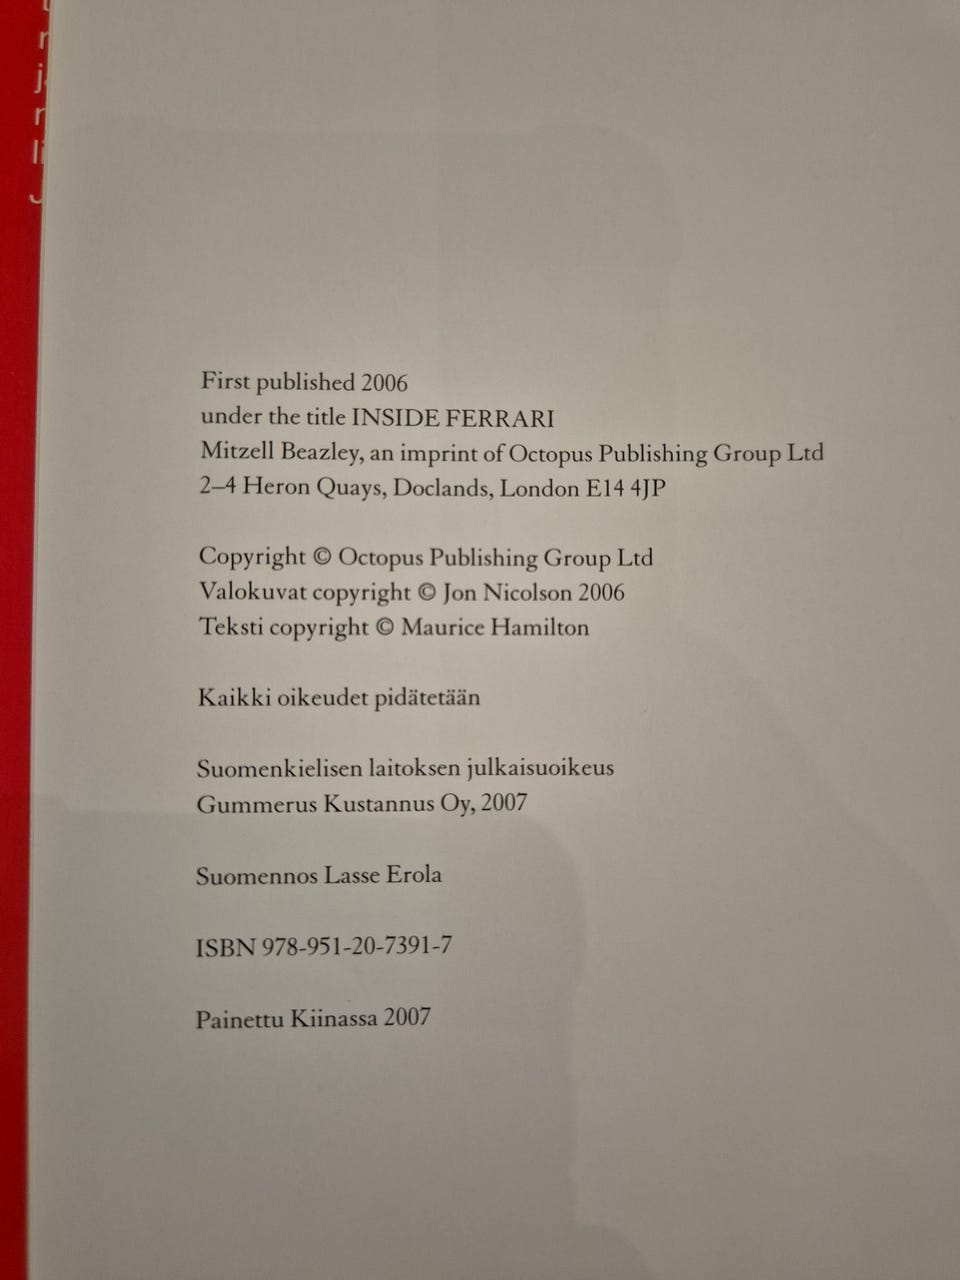 First published 2006
under the title INSIDE FERRARI
Mitzell Beazley, an imprint of Octopus Publishing Group Ltd
2–4 Heron Quays, Doclands, London E14 4JP
Copyright © Octopus Publishing Group Ltd
Valokuvat copyright © Jon Nicolson 2006
Teksti copyright © Maurice Hamilton
Kaikki oikeudet pidätetään
Suomenkielisen laitoksen julkaisuoikeus
Gummerus Kustannus Oy, 2007
Suomennos Lasse Erola
ISBN 978-951-20-7391-7
Painettu Kiinassa 2007